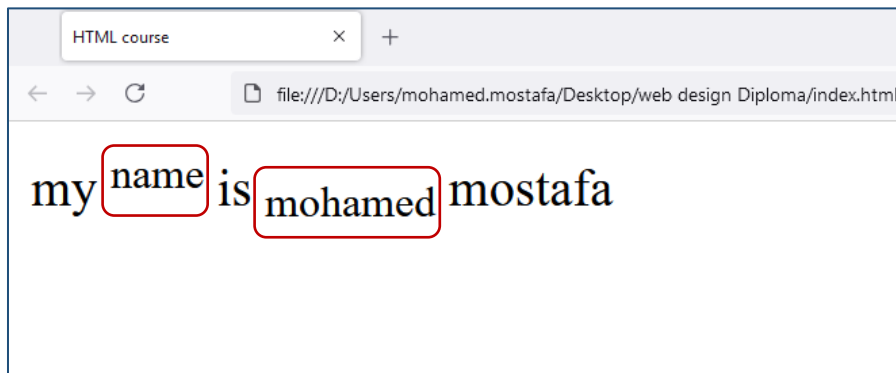 HTML course
file:///D:/Users/mohamed.mostafa/Desktop/web design Diploma/index.html
my name is mohamed mostafa